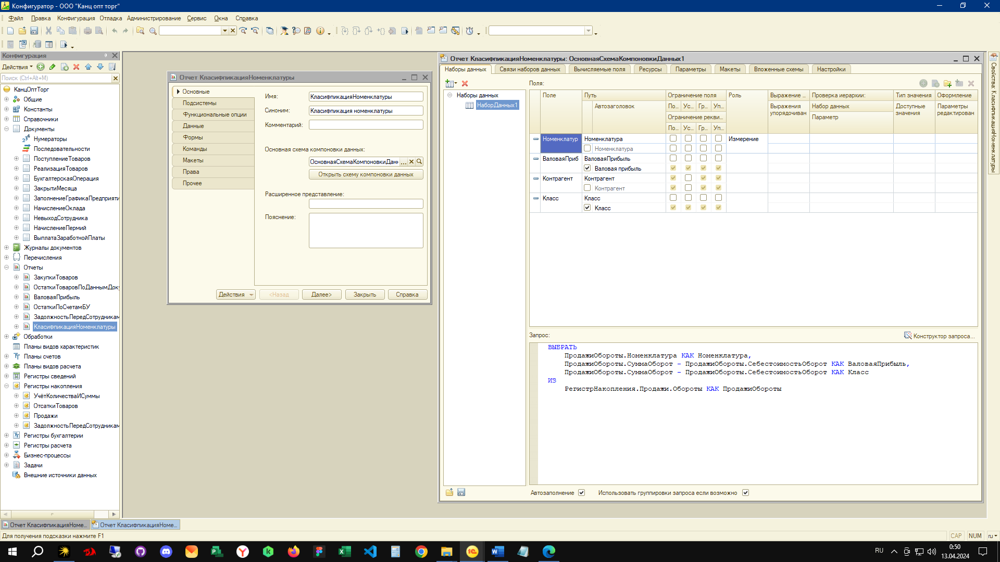 Конфигуратор - ООО "Канц опт торг"
Файл Правка Конфигурация Отладка Администрирование Сервис Окна Справка
Конфигурация
Действия
Поиск (Ctrl+Alt+M)
КанцОптТорг
Общие
Константы
Справочники
Документы
Нумераторы
Последовательности
ПоступлениеТоваров
РеализацияТоваров
БухгалтерскаяОперация
ЗакрытиМесяца
ЗаполнениеГрафикаПредприяти
НачислениеОклада
НевыходСотрудника
НачислениеПермий
ВыплатаЗаработнойПлаты
Журналы документов
Перечисления
Отчеты
ЗакупкиТоваров
ОстаткиТоваровПоДаннымДок
ВаловаяПрибыль
ОстаткиПоСчетамБУ
ЗадолжностьПередСотрудникам
КласифпикацияНоменклатуры
Обработки
Планы видов характеристик
Планы счетов
Планы видов расчета
Регистры сведений
Регистры накопления
УчётКоличестваИСуммы
ОтсаткиТоваров
Продажи
ЗадолжностьПередСотрудникам
Регистры бухгалтерии
Регистры расчета
Бизнес-процессы
Задачи
Внешние источники данных
Отчет КласифпикацияНоменклатуры
Основные
Подсистемы
Функциональные опции
Данные
Формы
Команды
Макеты
Права
Прочее
Имя: КласифпикацияНоменклатуры
Синоним: Класифпикация номенклатуры
Комментарий:
Основная схема компоновки данных:
ОсновнаяСхемаКомпоновкиДанн ...
Открыть схему компоновки данных
Расширенное представление:
Пояснение:
Действия <Назад Далее> Закрыть Справка
Отчет КласифпикацияНоменклатуры: ОсновнаяСхемаКомпоновкиДанных1
Наборы данных Связи наборов данных Вычисляемые поля Ресурсы Параметры Макеты Вложенные схемы Настройки
Наборы данных
НаборДанных1
Поля:
Поле Путь Ограничение поля Роль Выражение ... Проверка иерархии: Тип значения Оформление
Автозаголовок По... Ус... Гр... Уп... Выражения упорядочиван Набор данных Доступные значения Параметры редактирован
Ограничение рекви... Параметр
По... Ус... Гр... Уп...
Номенклатур Номенклатура Измерение
Номенклатура
ВаловаяПриб ВаловаяПрибыль
Валовая прибыль
Контрагент Контрагент
Контрагент
Класс Класс
Класс
Запрос: Конструктор запроса...
ВЫБРАТЬ
ПродажиОбороты.Номенклатура КАК Номенклатура,
ПродажиОбороты.СуммаОборот - ПродажиОбороты.СебестоимостьОборот КАК ВаловаяПрибыль,
ПродажиОбороты.СуммаОборот - ПродажиОбороты.СебестоимостьОборот КАК Класс
ИЗ
РегистрНакопления.Продажи.Обороты КАК ПродажиОбороты
Автозаполнение Использовать группировки запроса если возможно
Свойства: КласифпикацияНоменклатуры
Отчет КласифпикацияНоме... Отчет КласифпикацияНоме...
Для получения подсказки нажмите F1
CAP NUM ru
RU
0:50
13.04.2024